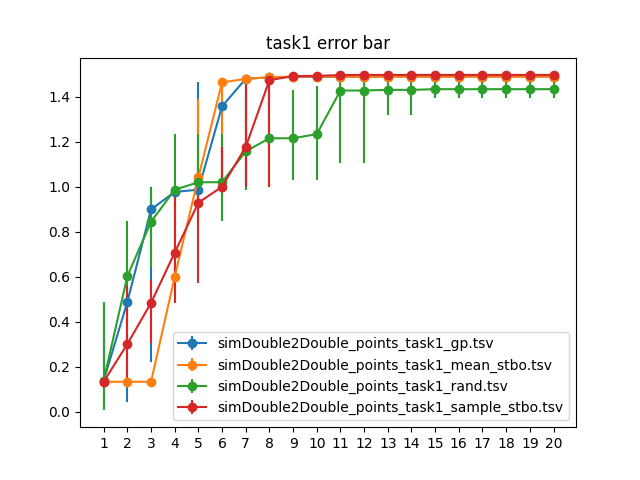 task1 error bar
1.4
1.2
1.0
0.8
0.6
0.4
0.2
0.0
simDouble2Double_points_task1_gp.tsv
simDouble2Double_points_task1_mean_stbo.tsv
simDouble2Double_points_task1_rand.tsv
simDouble2Double_points_task1_sample_stbo.tsv
1 2 3 4 5 6 7 8 9 10 11 12 13 14 15 16 17 18 19 20